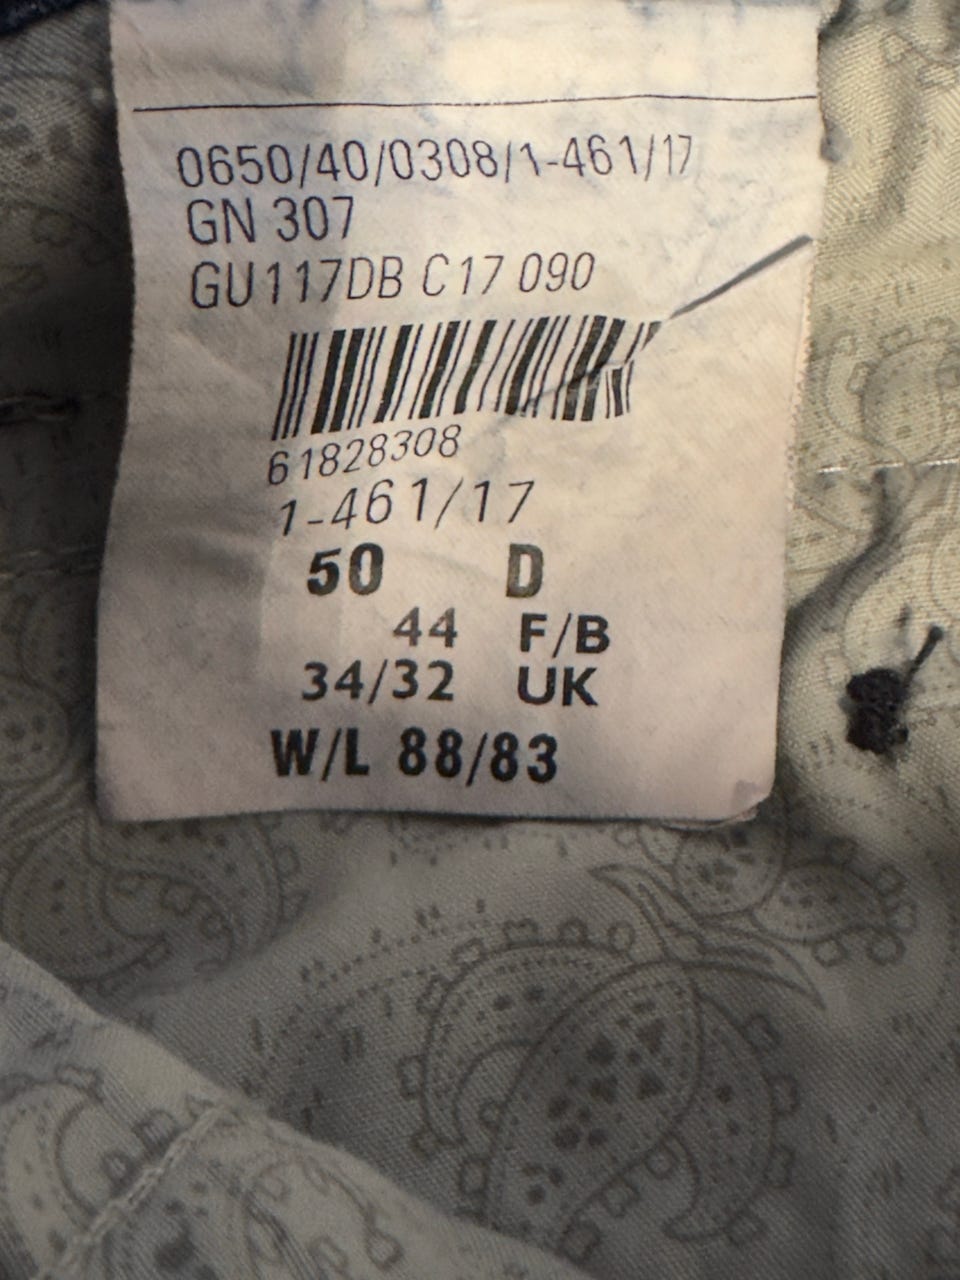 0650/40/0308/1-461/17
GN 307
GU117DB C17 090
61828308
1-461/17
50 D
44 F/B
34/32 UK
W/L 88/83